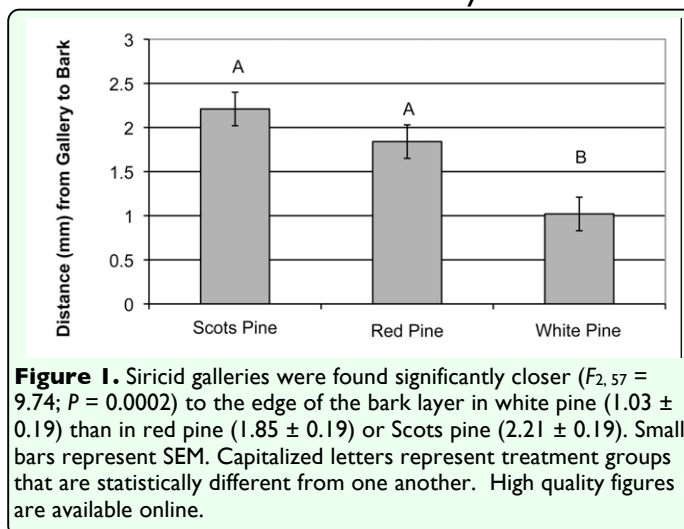 3
2.5
2
1.5
1
0.5
0
Distance (mm) from Gallery to Bark
A
A
B
Scots Pine
Red Pine
White Pine
Figure 1. Siricid galleries were found significantly closer (F2, 57 =
9.74; P = 0.0002) to the edge of the bark layer in white pine (1.03 ±
0.19) than in red pine (1.85 ± 0.19) or Scots pine (2.21 ± 0.19). Small
bars represent SEM. Capitalized letters represent treatment groups
that are statistically different from one another. High quality figures
are available online.